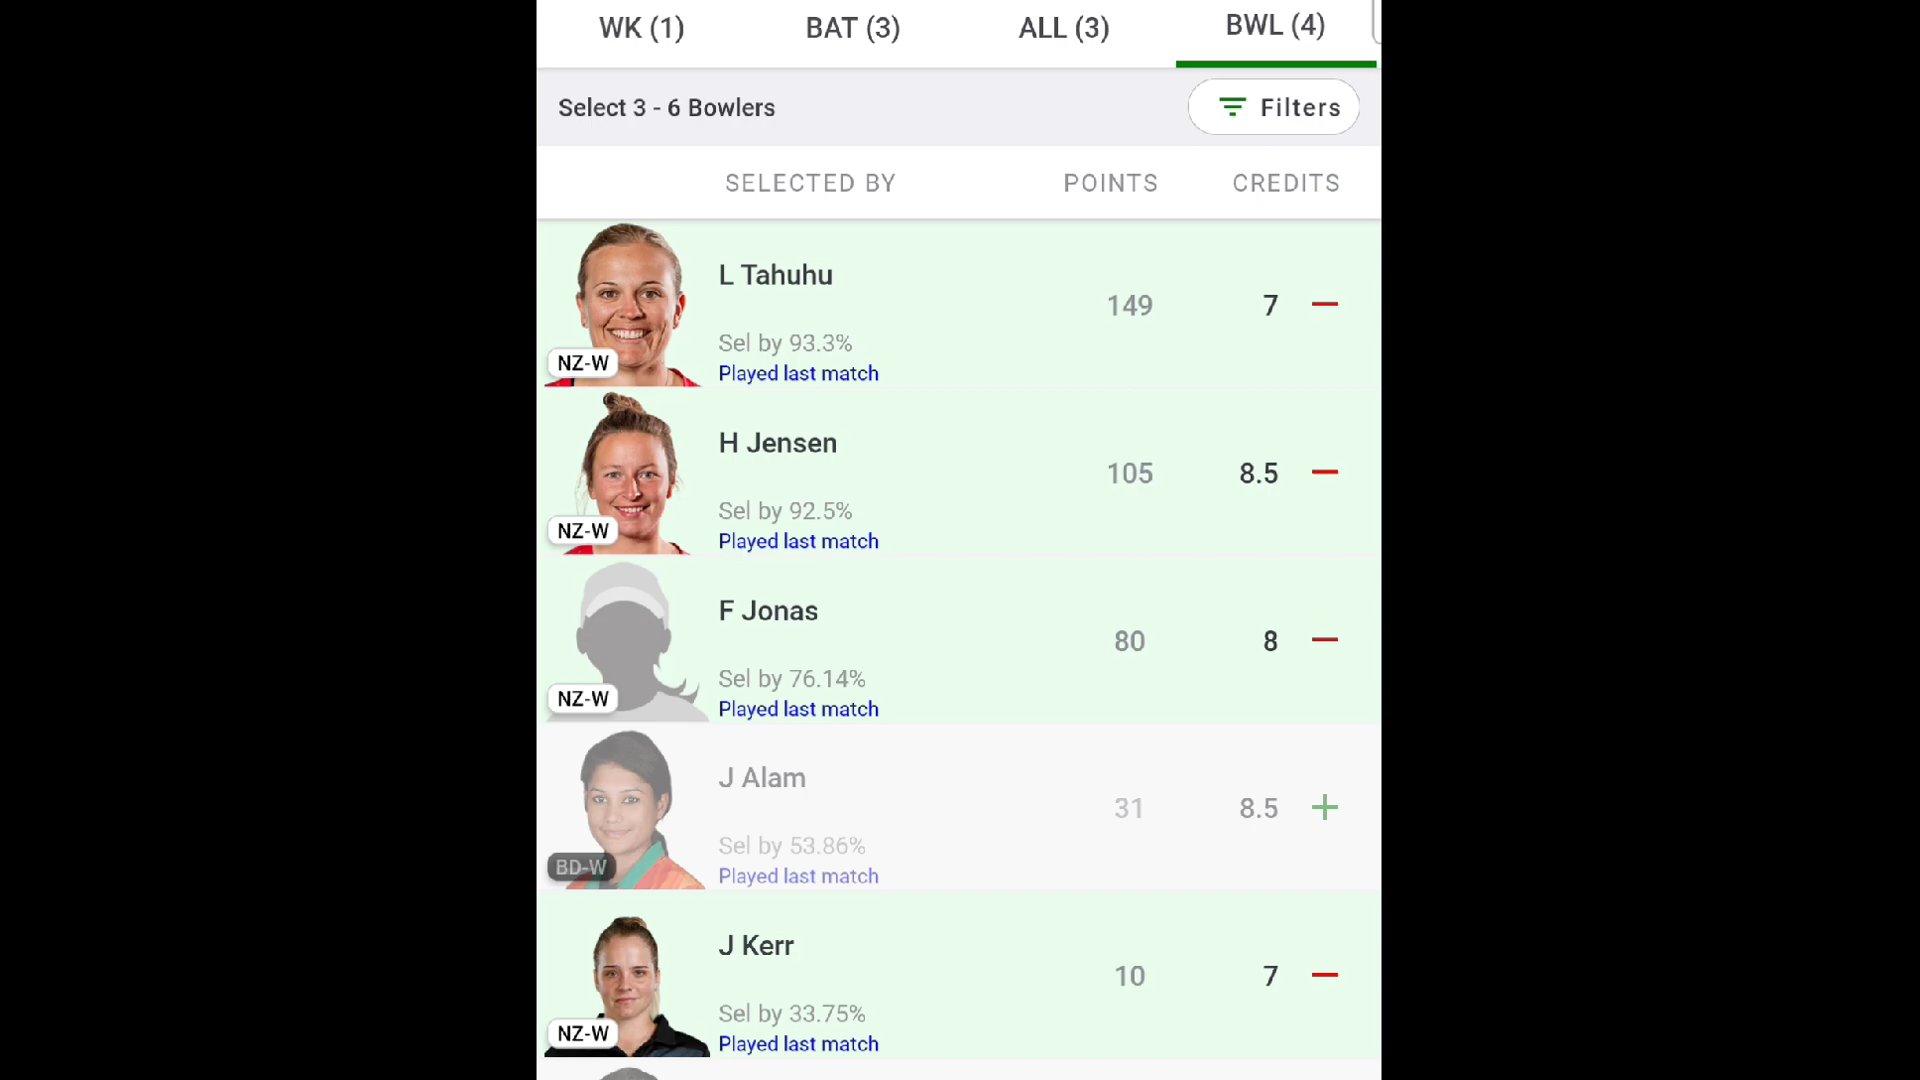 WK (1) BAT (3) ALL (3) BWL (4)
Select 3 - 6 Bowlers Filters
SELECTED BY POINTS CREDITS
L Tahuhu
149 7
Sel by 93.3%
NZ-W
Played last match
H Jensen
105 8.5
Sel by 92.5%
NZ-W
Played last match
F Jonas
80 8
Sel by 76.14%
NZ-W
Played last match
J Alam
31 8.5
Sel by 53.86%
BD-W
Played last match
J Kerr
10 7
Sel by 33.75%
NZ-W
Played last match